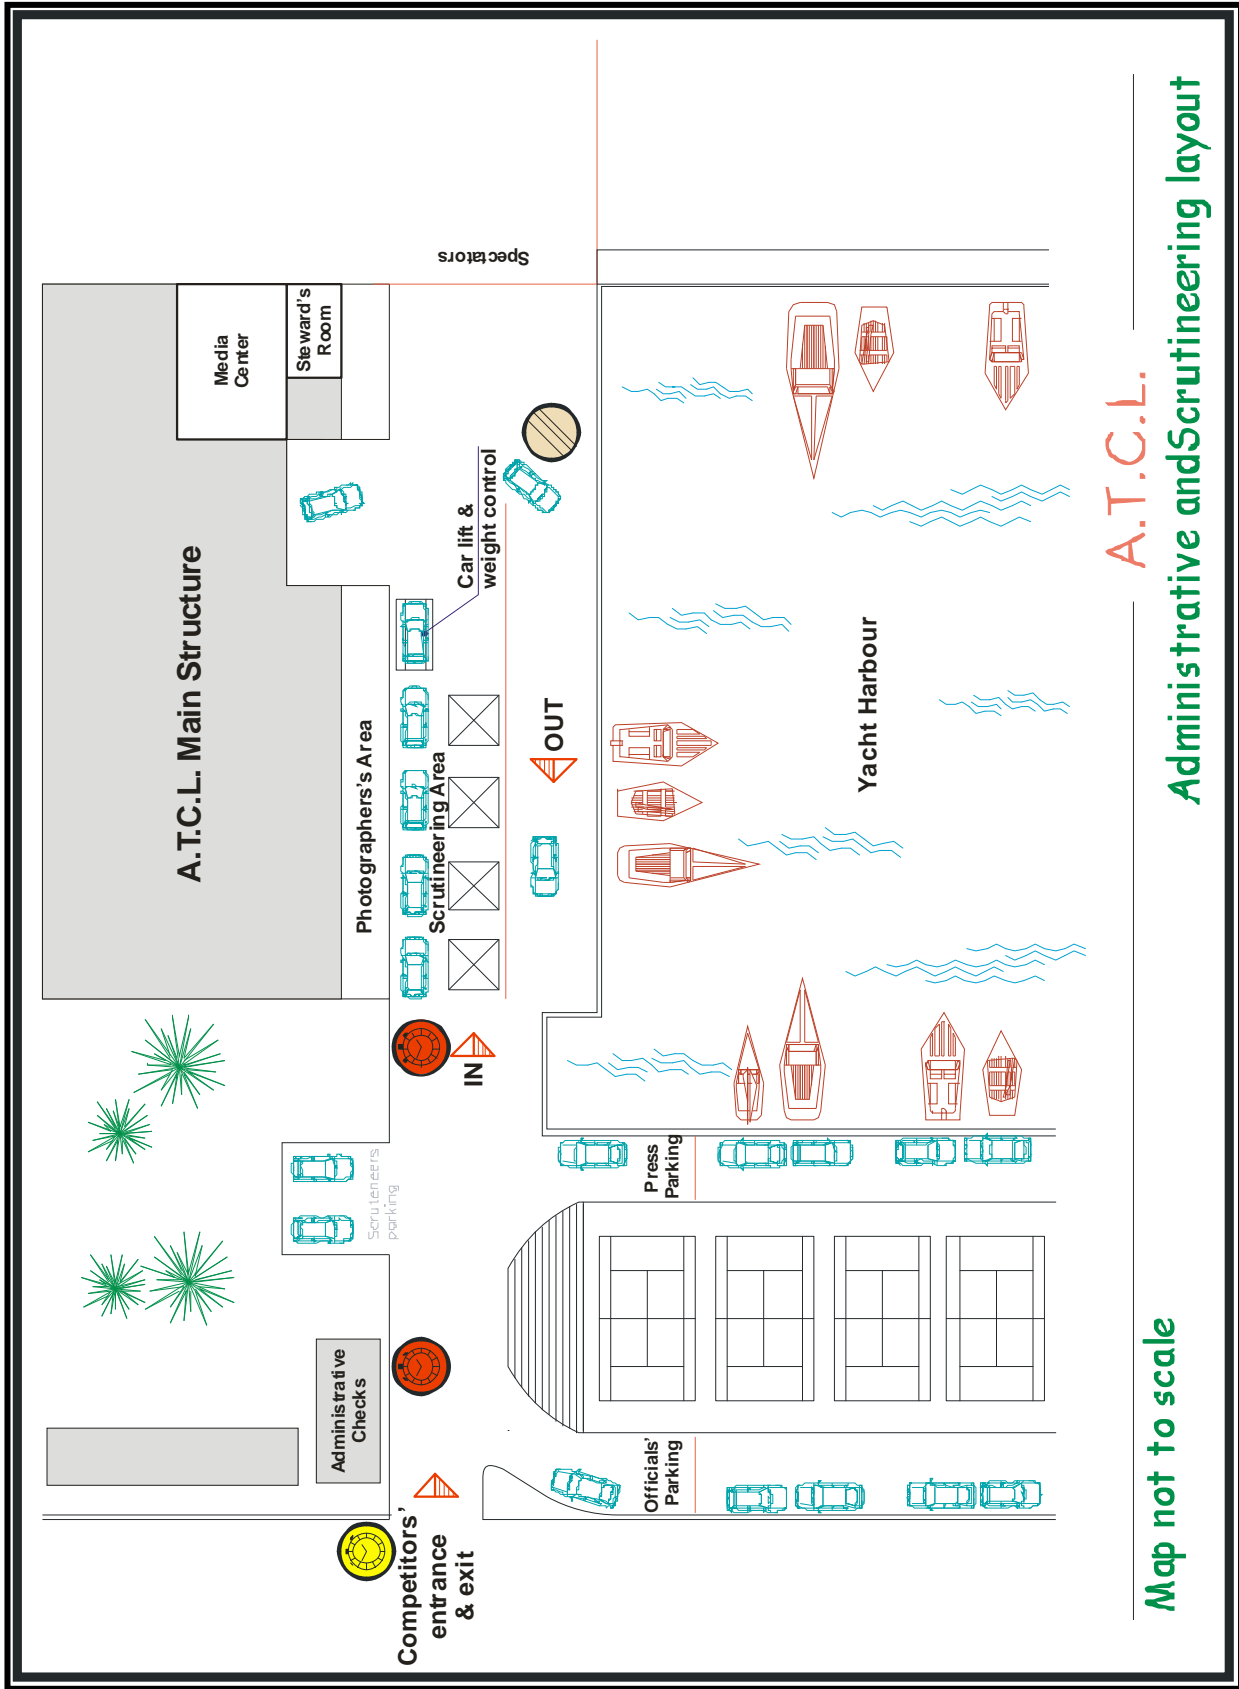 Spectators
Media
Center
Steward's
Room
A.T.C.L. Main Structure
Photographers's Area
Scrutineering Area
Car lift &
weight control
OUT
IN
Yacht Harbour
Scruteneers
parking
Press
Parking
Administrative
Checks
Officials'
Parking
Competitors'
entrance
& exit
A.T.C.L.
Administrative andScrutineering layout
Map not to scale